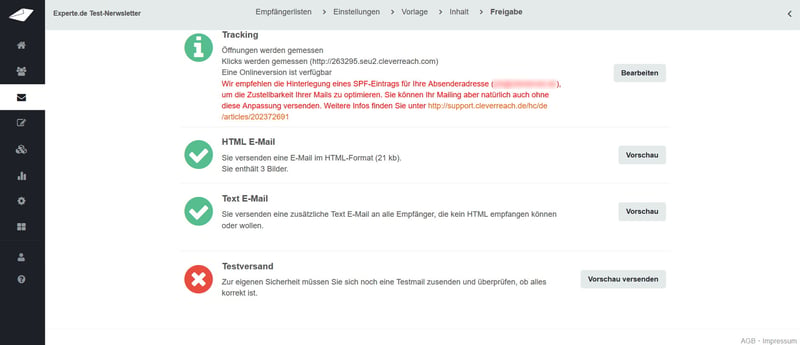 Experte.de Test-Nerwsletter
Empfängerlisten > Einstellungen > Vorlage > Inhalt > Freigabe
Tracking
Öffnungen werden gemessen
Klicks werden gemessen (http://263295.seu2.cleverreach.com)
Eine Onlineversion ist verfügbar
Wir empfehlen die Hinterlegung eines SPF-Eintrags für Ihre Absenderadresse ( ),
um die Zustellbarkeit Ihrer Mails zu optimieren. Sie können Ihr Mailing aber natürlich auch ohne
diese Anpassung versenden. Weitere Infos finden Sie unter http://support.cleverreach.de/hc/de
/articles/202372691
Bearbeiten
HTML E-Mail
Sie versenden eine E-Mail im HTML-Format (21 kb).
Sie enthält 3 Bilder.
Vorschau
Text E-Mail
Sie versenden eine zusätzliche Text E-Mail an alle Empfänger, die kein HTML empfangen können
oder wollen.
Vorschau
Testversand
Zur eigenen Sicherheit müssen Sie sich noch eine Testmail zusenden und überprüfen, ob alles
korrekt ist.
Vorschau versenden
AGB - Impressum